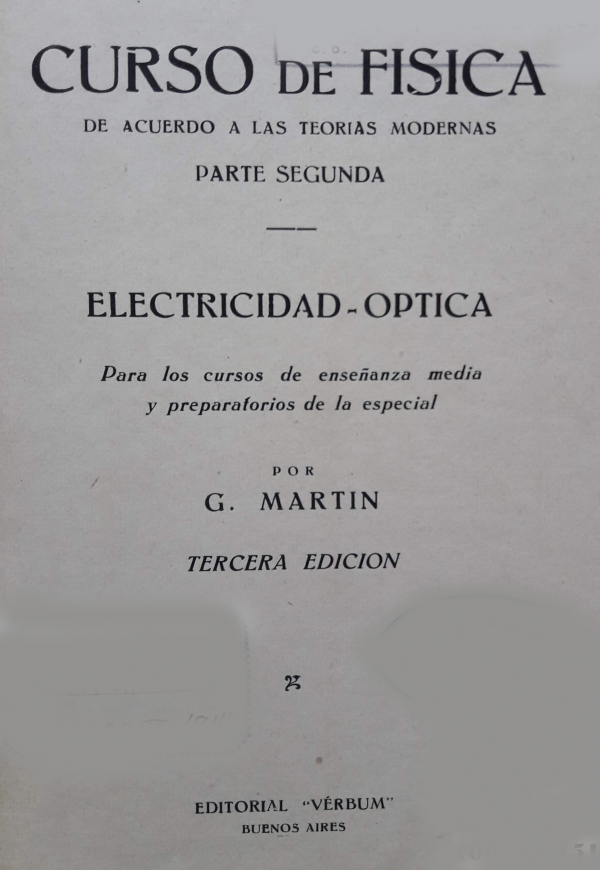 CURSO DE FISICA
DE ACUERDO A LAS TEORIAS MODERNAS
PARTE SEGUNDA
ELECTRICIDAD - OPTICA
Para los cursos de enseñanza media
y preparatorios de la especial
POR
G. MARTIN
TERCERA EDICION
EDITORIAL "VÉRBUM"
BUENOS AIRES